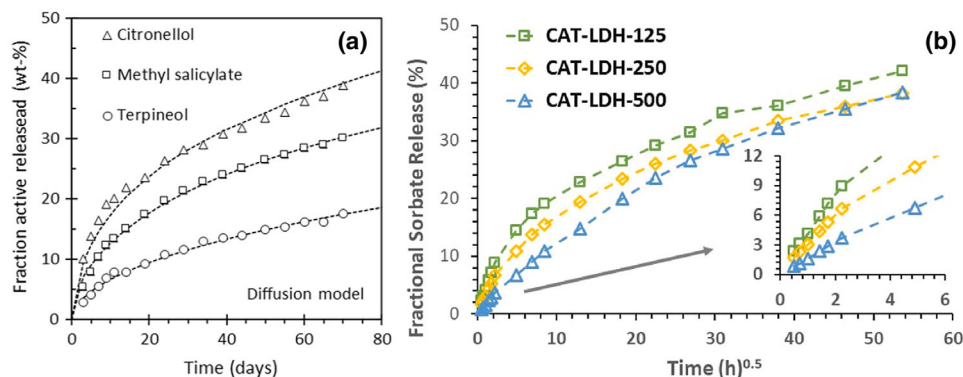 50
40
30
20
10
0
Fraction active releasead (wt-%)
Citronellol
Methyl salicylate
Terpineol
(a)
Diffusion model
0 20 40 60 80
Time (days)
50
40
30
20
10
0
Fractional Sorbate Release (%)
CAT-LDH-125
CAT-LDH-250
CAT-LDH-500
(b)
12
9
6
3
0
0 2 4 6
0 10 20 30 40 50 60
Time (h)0.5